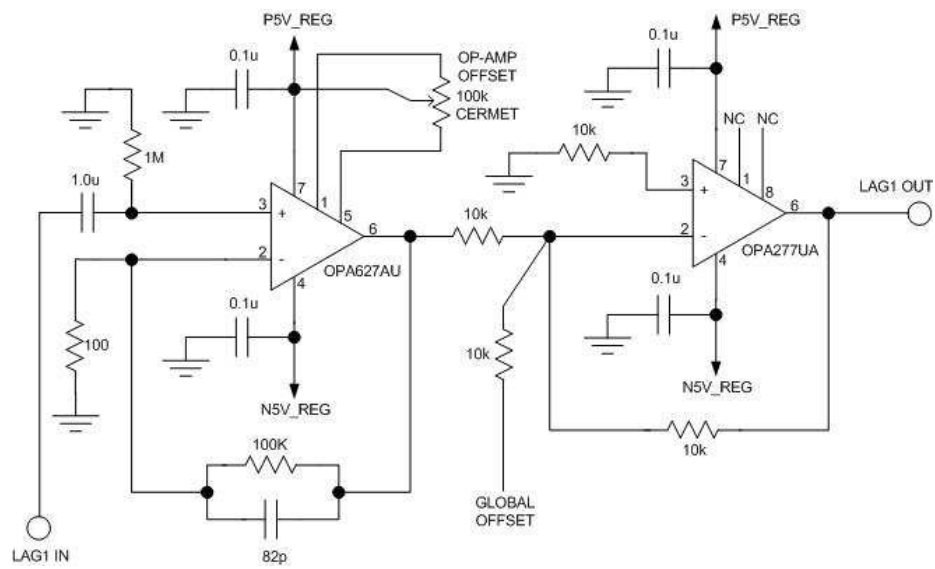 P5V_REG
P5V_REG
0.1u
OP-AMP
OFFSET
100k
CERMET
0.1u
NC
NC
10k
1M
1.0u
7
1
3
+
5
6
2
-
4
OPA627AU
10k
7
1
8
3
+
6
2
-
4
OPA277UA
LAG1 OUT
0.1u
0.1u
100
10k
N5V_REG
N5V_REG
100K
10k
82p
GLOBAL
OFFSET
LAG1 IN